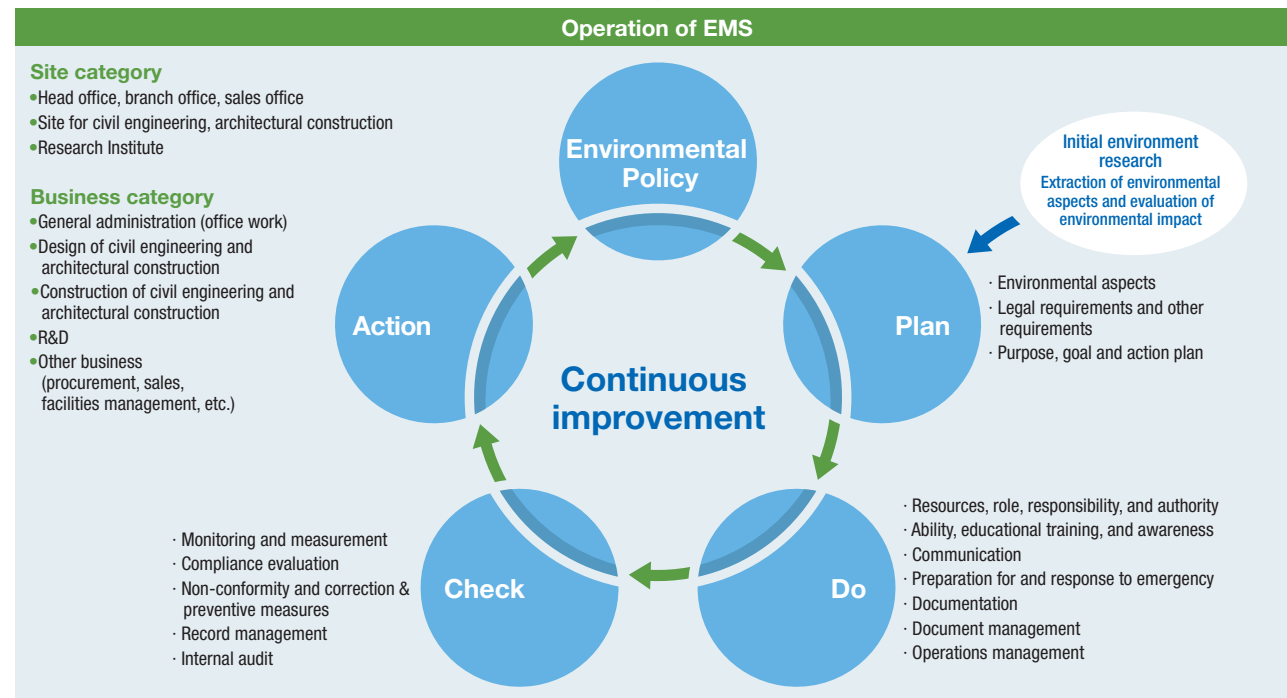 Operation of EMS
Site category
•Head office, branch office, sales office
•Site for civil engineering, architectural construction
•Research Institute
Business category
•General administration (office work)
•Design of civil engineering and
architectural construction
•Construction of civil engineering and
architectural construction
•R&D
•Other business
(procurement, sales,
facilities management, etc.)
Environmental
Policy
Initial environment
research
Extraction of environmental
aspects and evaluation of
environmental impact
Plan
· Environmental aspects
· Legal requirements and other
requirements
· Purpose, goal and action plan
Action
Continuous
improvement
Do
· Resources, role, responsibility, and authority
· Ability, educational training, and awareness
· Communication
· Preparation for and response to emergency
· Documentation
· Document management
· Operations management
Check
· Monitoring and measurement
· Compliance evaluation
· Non-conformity and correction &
preventive measures
· Record management
· Internal audit